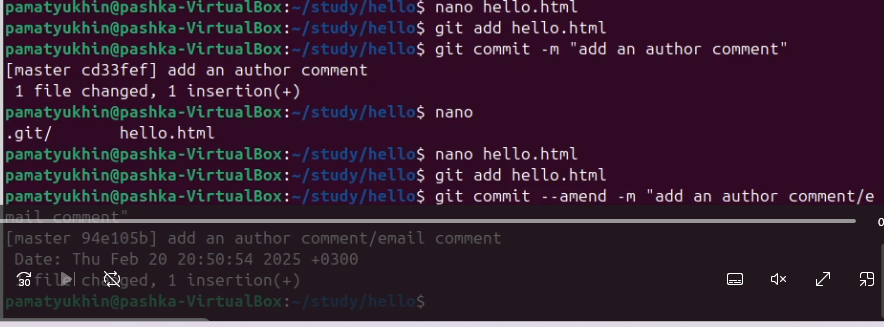 pamatyukhin@pashka-VirtualBox:~/study/hello$ nano hello.html
pamatyukhin@pashka-VirtualBox:~/study/hello$ git add hello.html
pamatyukhin@pashka-VirtualBox:~/study/hello$ git commit -m "add an author comment"
[master cd33fef] add an author comment
 1 file changed, 1 insertion(+)
pamatyukhin@pashka-VirtualBox:~/study/hello$ nano
.git/       hello.html
pamatyukhin@pashka-VirtualBox:~/study/hello$ nano hello.html
pamatyukhin@pashka-VirtualBox:~/study/hello$ git add hello.html
pamatyukhin@pashka-VirtualBox:~/study/hello$ git commit --amend -m "add an author comment/e
mail comment"
[master 94e105b] add an author comment/email comment
 Date: Thu Feb 20 20:50:54 2025 +0300
30 file changed, 1 insertion(+)
pamatyukhin@pashka-VirtualBox:~/study/hello$